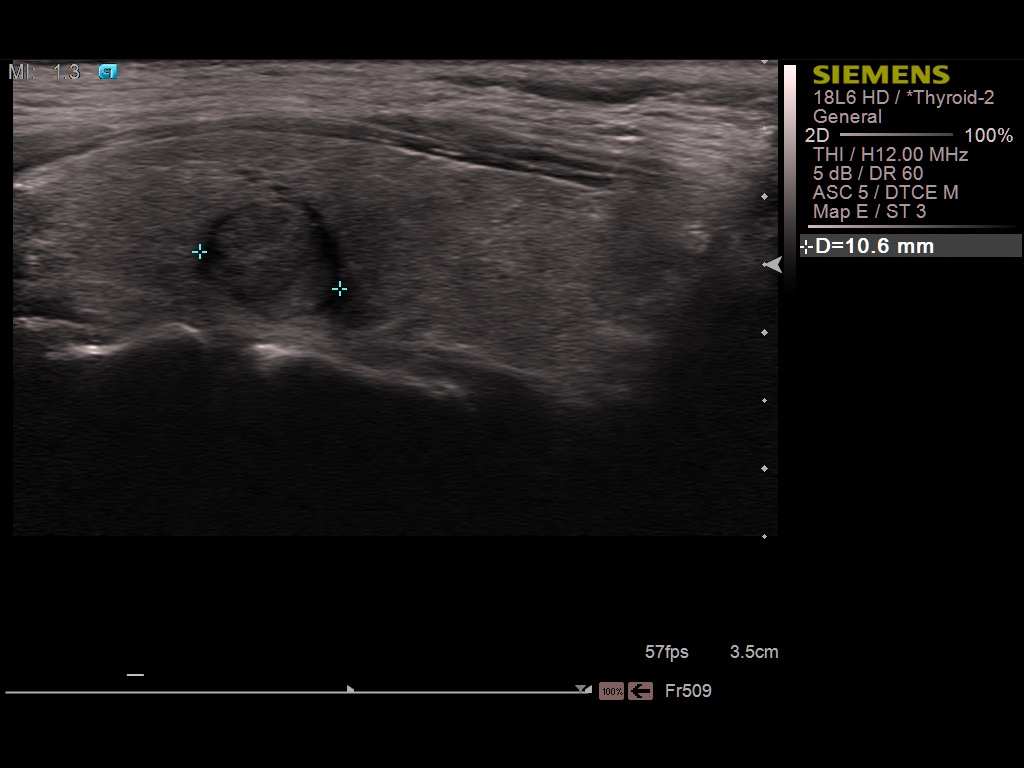 MI: 1.3
SIEMENS
18L6 HD / *Thyroid-2
General
2D 100%
THI / H12.00 MHz
5 dB / DR 60
ASC 5 / DTCE M
Map E / ST 3
D=10.6 mm
57fps 3.5cm
100% Fr509